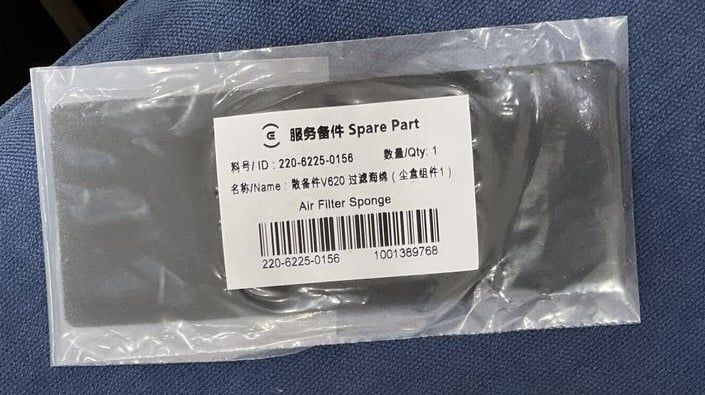 服务备件 Spare Part
料号/ ID : 220-6225-0156 数量/Qty: 1
名称/Name : 散备件V620 过滤海绵 (尘盒组件1)
Air Filter Sponge
220-6225-0156 1001389768